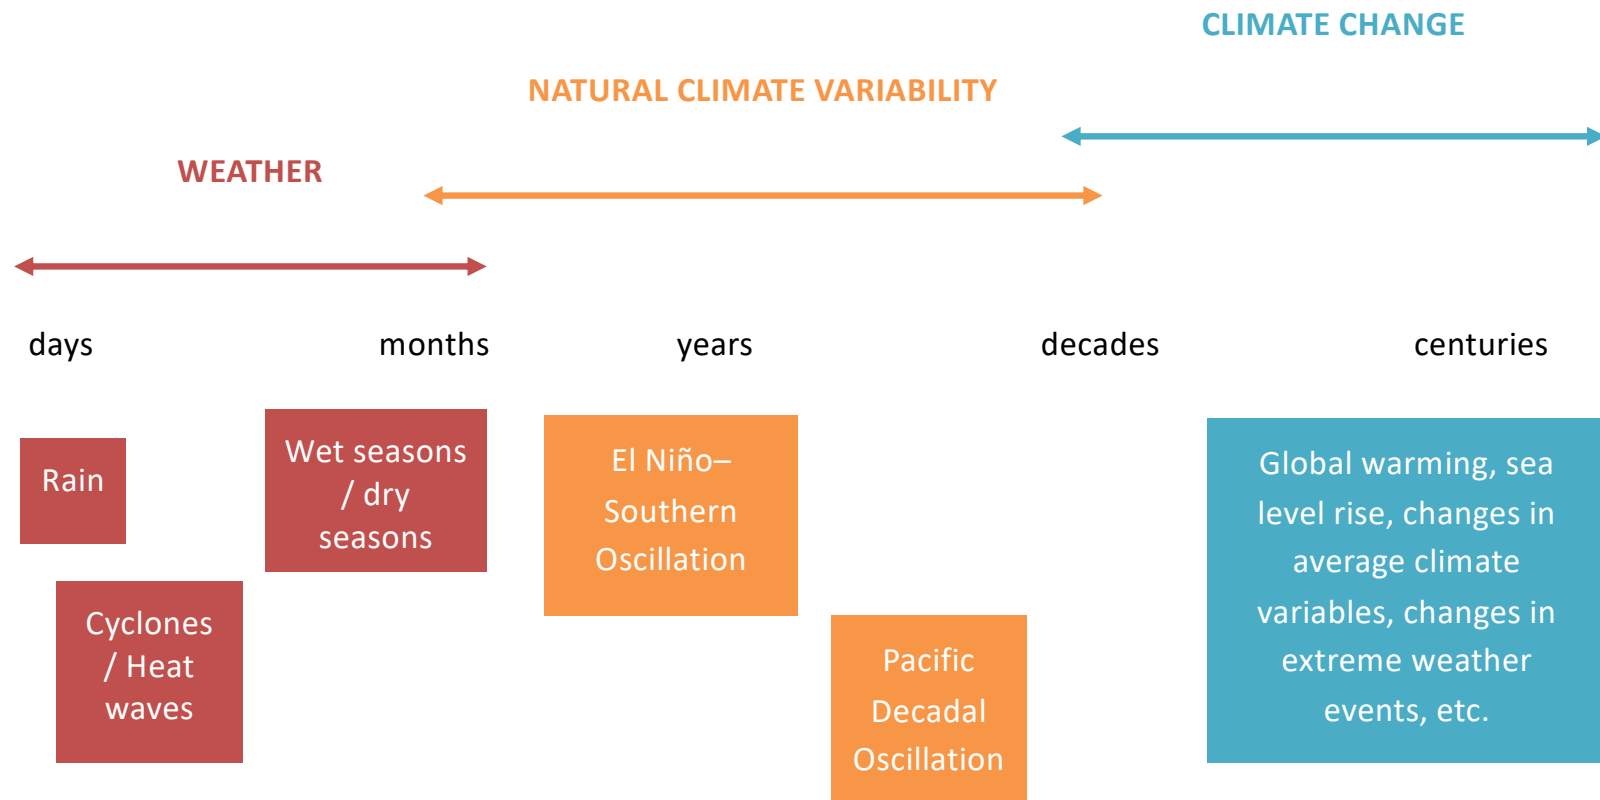 CLIMATE CHANGE
NATURAL CLIMATE VARIABILITY
WEATHER
days months years decades centuries
Rain
Cyclones
/ Heat
waves
Wet seasons
/ dry
seasons
El Niño–
Southern
Oscillation
Pacific
Decadal
Oscillation
Global warming, sea
level rise, changes in
average climate
variables, changes in
extreme weather
events, etc.